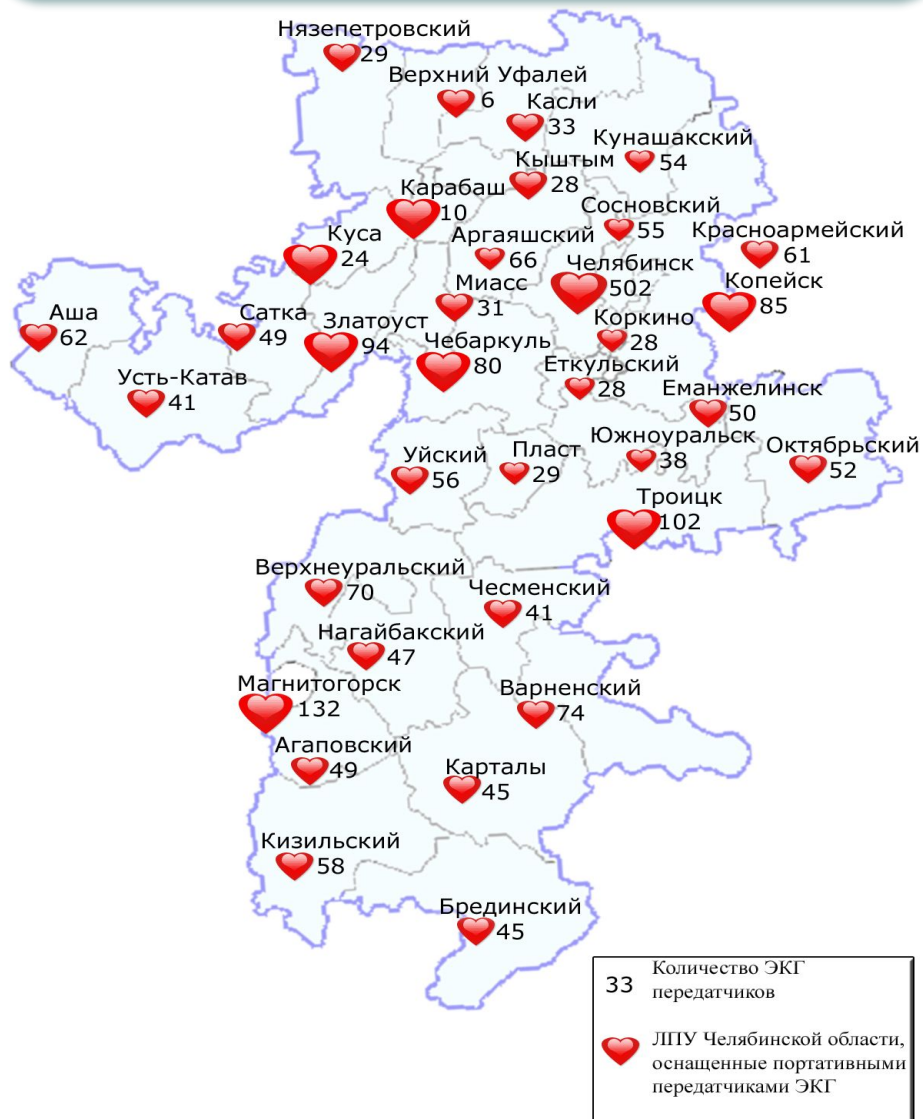 Нязепетровский
29
Верхний Уфалей
6
Касли
33
Кунашакский
54
Кыштым
28
Карабаш
10
Сосновский
55
Красноармейский
61
Куса
24
Аргаяшский
66
Челябинск
502
Копейск
85
Миасс
31
Аша
62
Сатка
49
Златоуст
94
Коркино
28
Чебаркуль
80
Еткульский
28
Усть-Катав
41
Еманжелинск
50
Южноуральск
38
Октябрьский
52
Уйский
56
Пласт
29
Троицк
102
Верхнеуральский
70
Чесменский
41
Нагайбакский
47
Магнитогорск
132
Варненский
74
Агаповский
49
Карталы
45
Кизильский
58
Брединский
45
33
Количество ЭКГ
передатчиков
ЛПУ Челябинской области,
оснащенные портативными
передатчиками ЭКГ